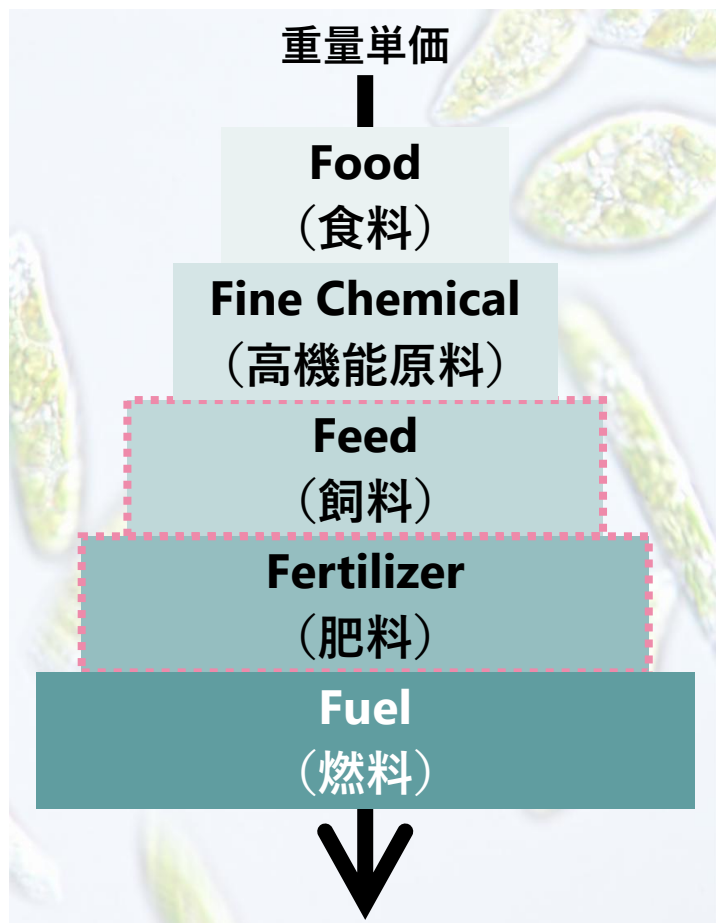 重量単価
Food
（食料）
Fine Chemical
（高機能原料）
Feed
（飼料）
Fertilizer
（肥料）
Fuel
（燃料）